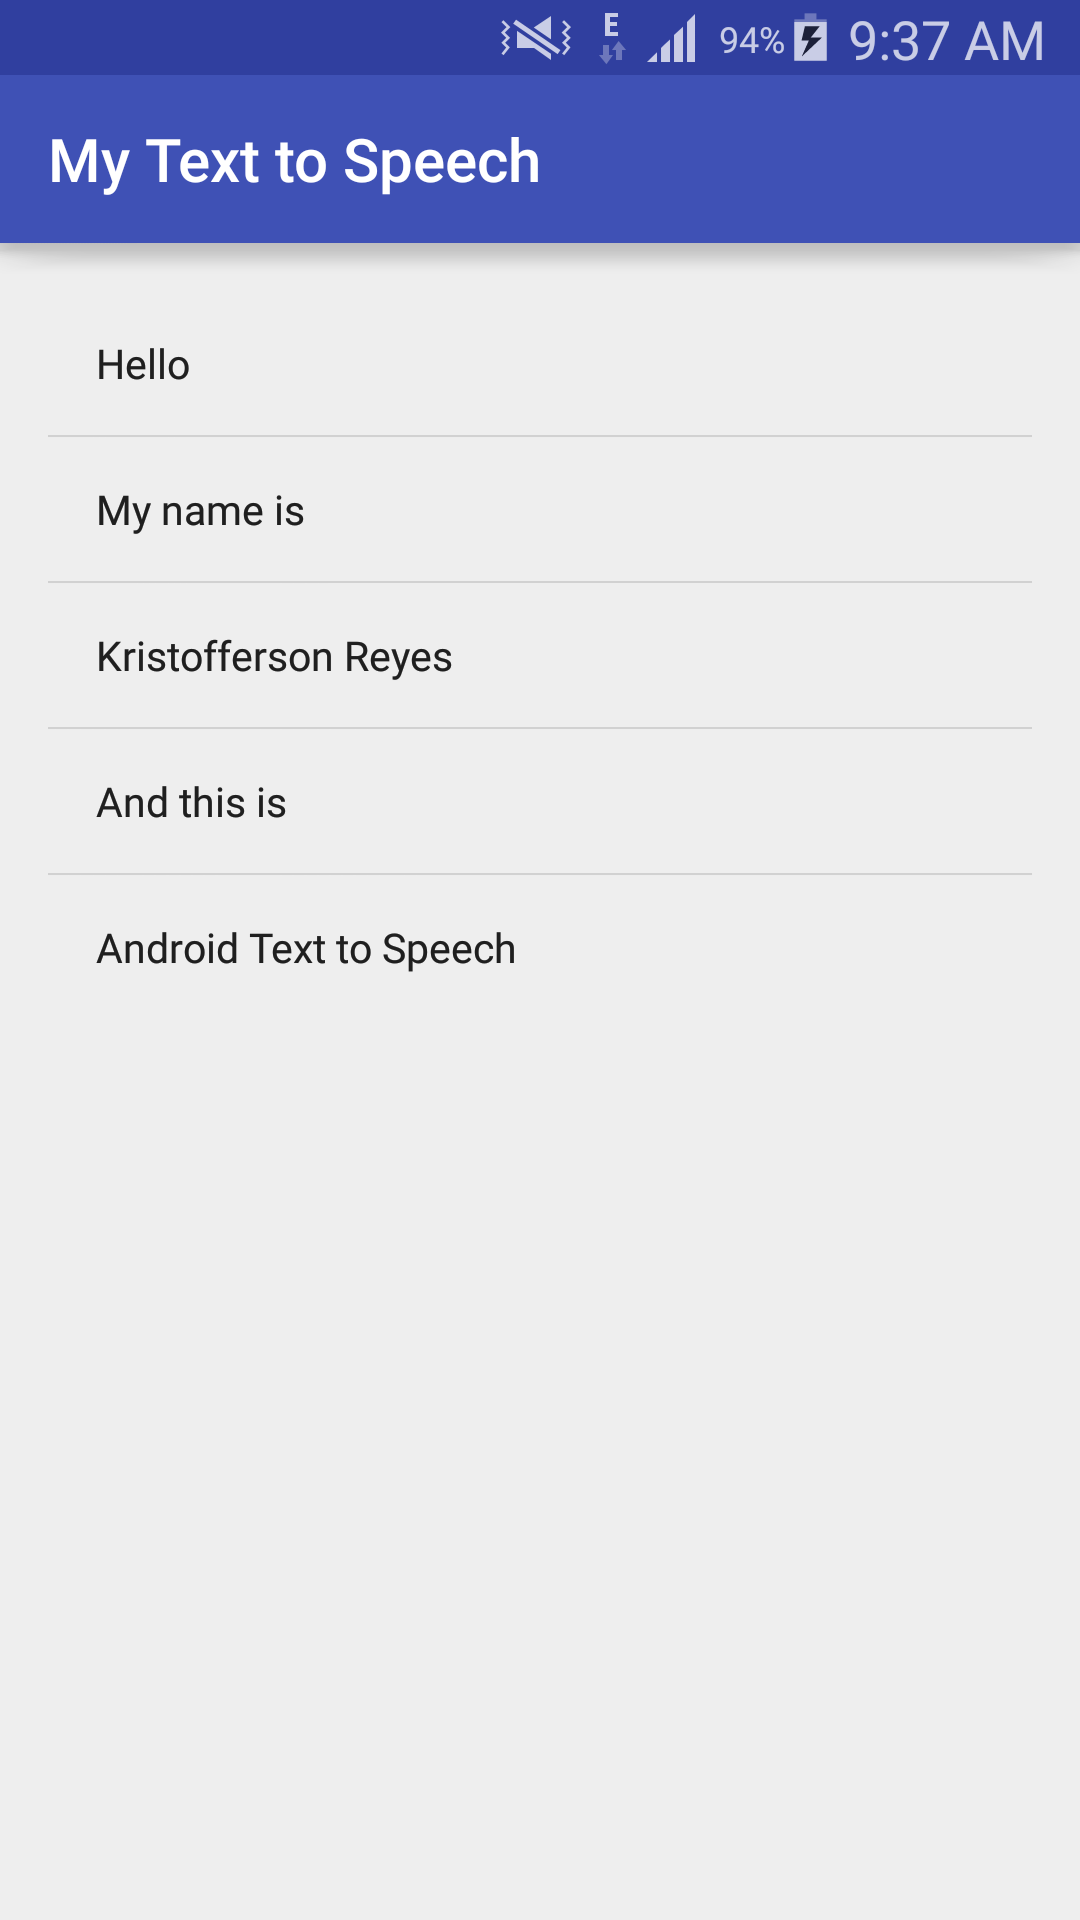 E
94% 9:37 AM
My Text to Speech
Hello
My name is
Kristofferson Reyes
And this is
Android Text to Speech